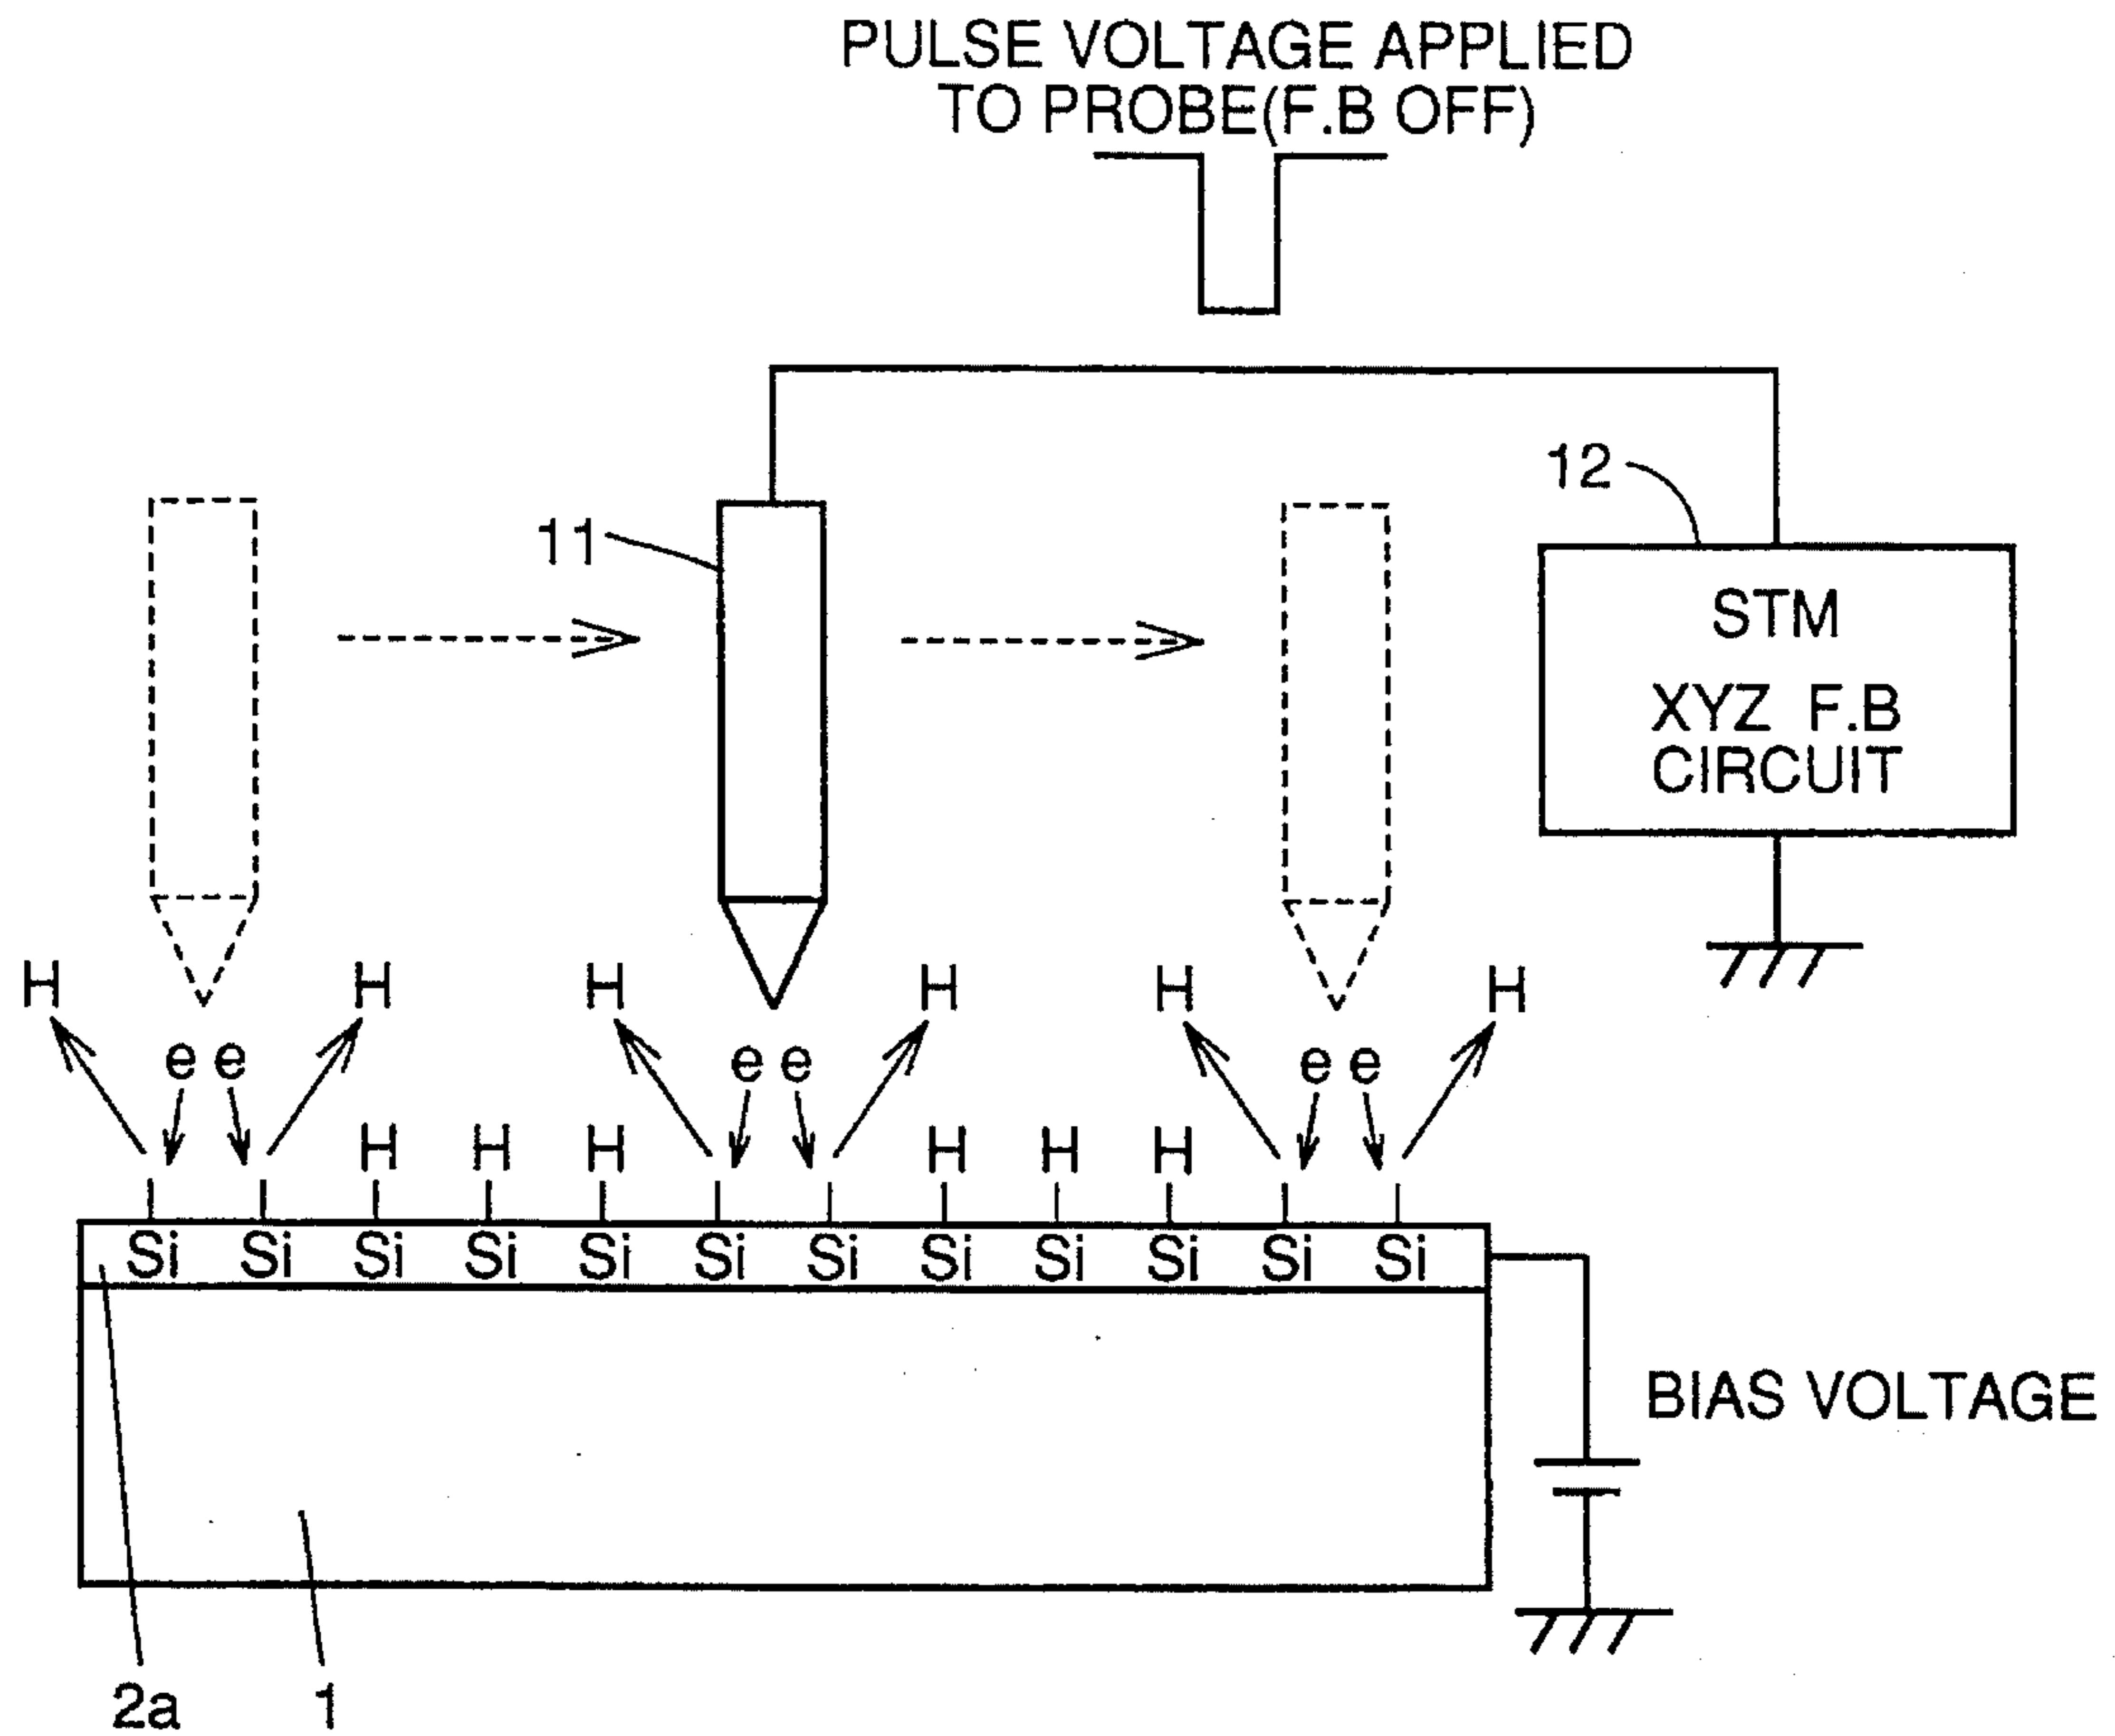 PULSE VOLTAGE APPLIED
TO PROBE(F.B OFF)
12
11
STM
XYZ F.B
CIRCUIT
H H H H H H
e e e e e e
H H H H H H
Si Si Si Si Si Si Si Si Si Si Si Si
BIAS VOLTAGE
2a 1